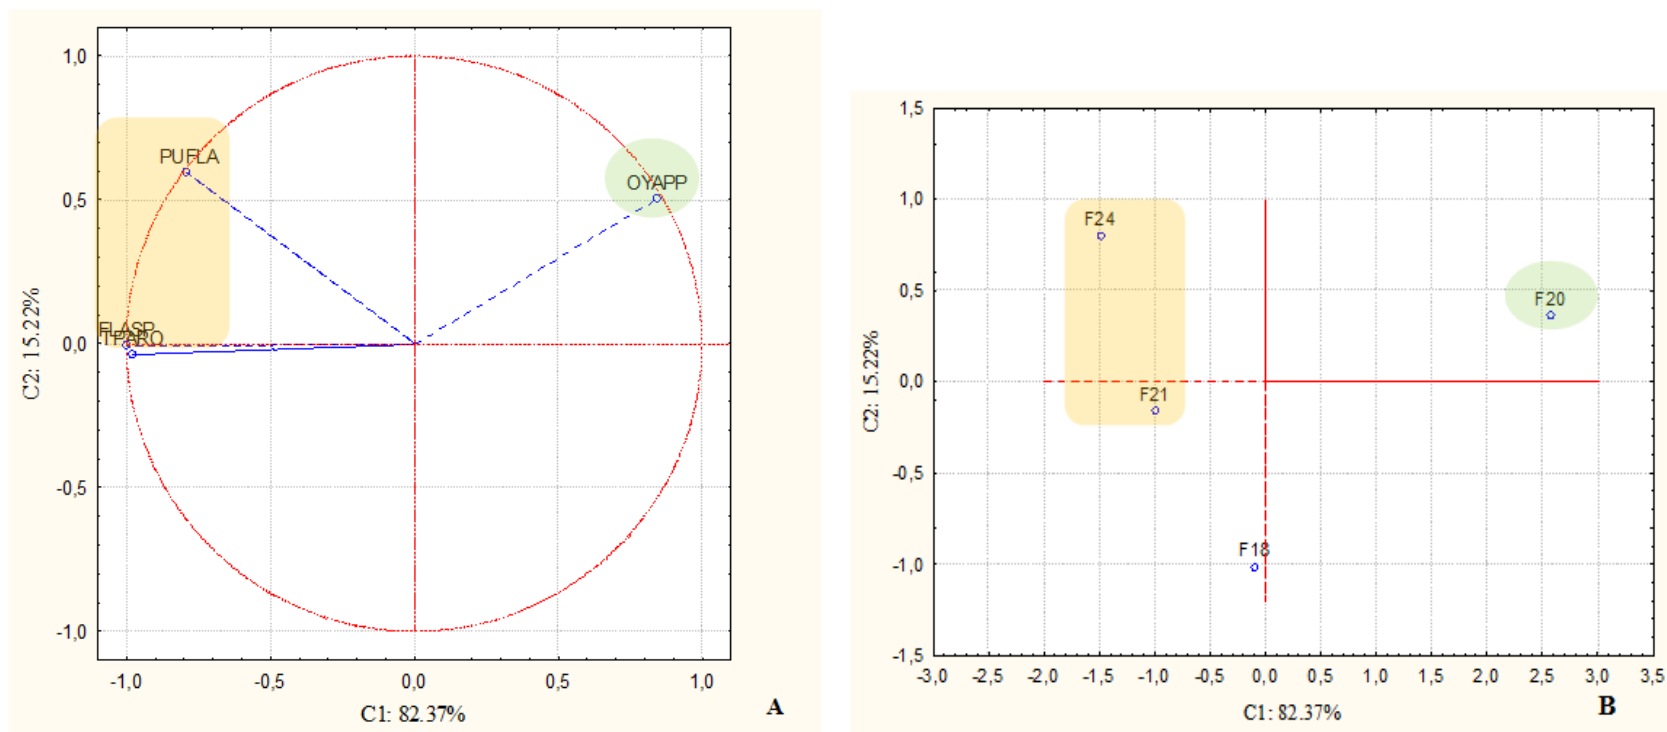 1,0
0,5
0,0
-0,5
-1,0
-1,0 -0,5 0,0 0,5 1,0
C2: 15.22%
C1: 82.37%
A
PUFLA
OYAPP
FLASP
TPARO
1,5
1,0
0,5
0,0
-0,5
-1,0
-1,5
-3,0 -2,5 -2,0 -1,5 -1,0 -0,5 0,0 0,5 1,0 1,5 2,0 2,5 3,0 3,5
C2: 15.22%
C1: 82.37%
B
F24
F20
F21
F18